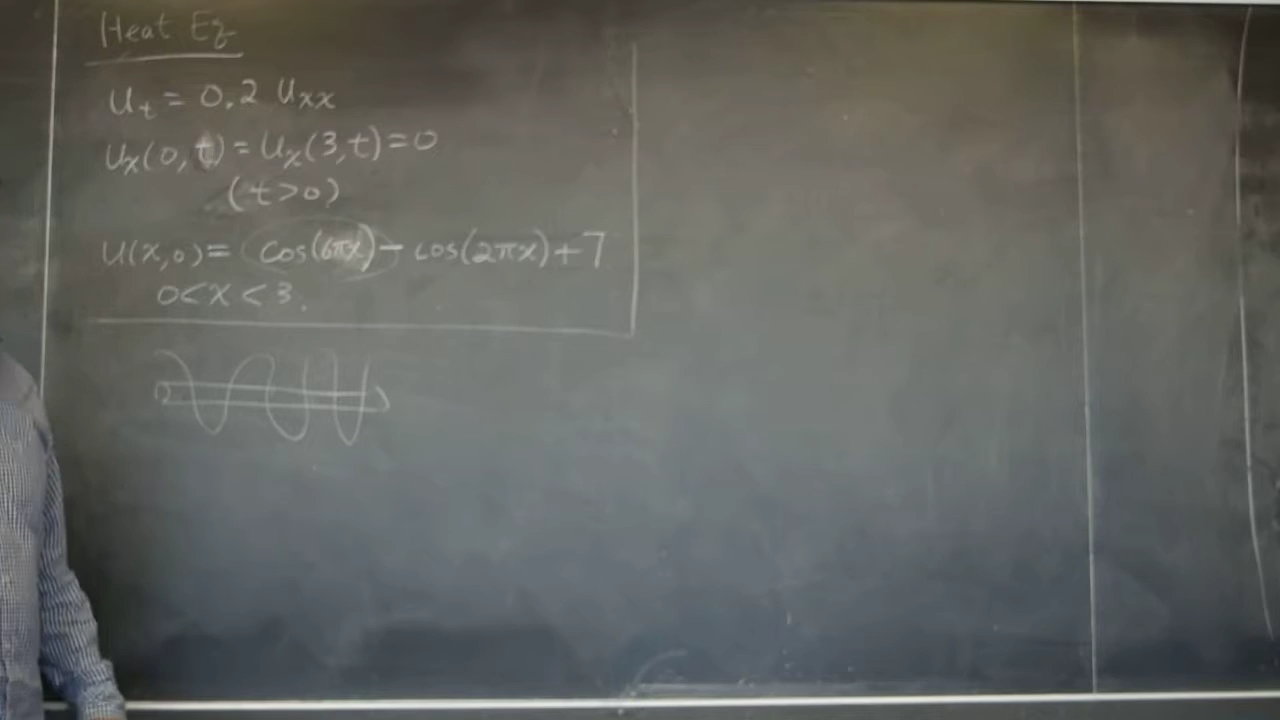 Heat Eq
u_t = 0.2 u_xx
u_x(0,t) = u_x(3,t) = 0
(t>0)
u(x,0) = cos(6πx) - cos(2πx) + 7
0<x<3.